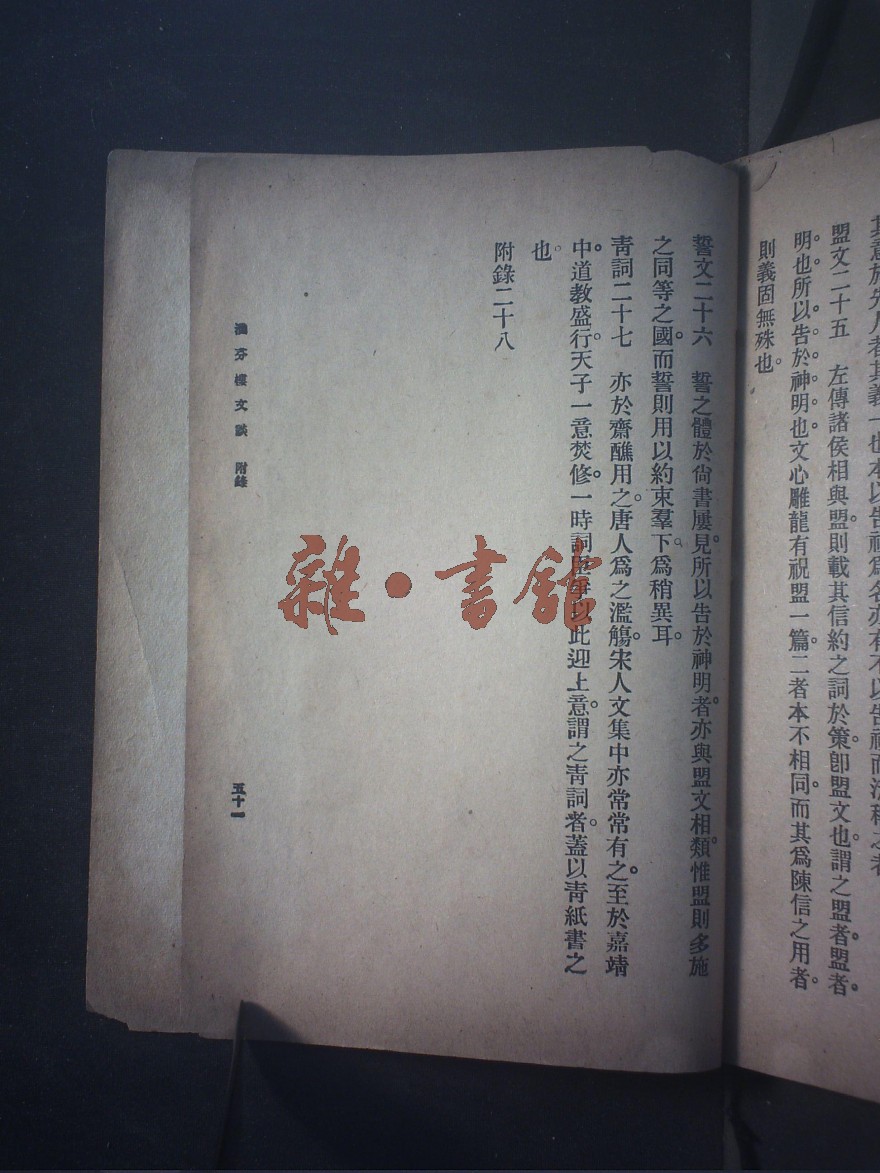 盟文二十五　左傳諸侯相與盟。則載其信約之詞於策。卽盟文也。謂之盟者。盟者。
明也。所以告於神明也。文心雕龍有祝盟一篇。二者本不相同。而其爲陳信之用者。
則義固無殊也。
誓文二十六　誓之體於尙書屢見。所以告於神明者。亦與盟文相類。惟盟則多施
之同等之國。而誓則用以約束羣下。爲稍異耳。
靑詞二十七　亦於齋醮用之。唐人爲之濫觴。宋人文集中亦常常有之。至於嘉靖
中。道敎盛行。天子一意焚修。一時詞以此迎上意。謂之靑詞者。蓋以靑紙書之
也。
附錄二十八
涵芬樓文談　附錄
五十一
雜·書館